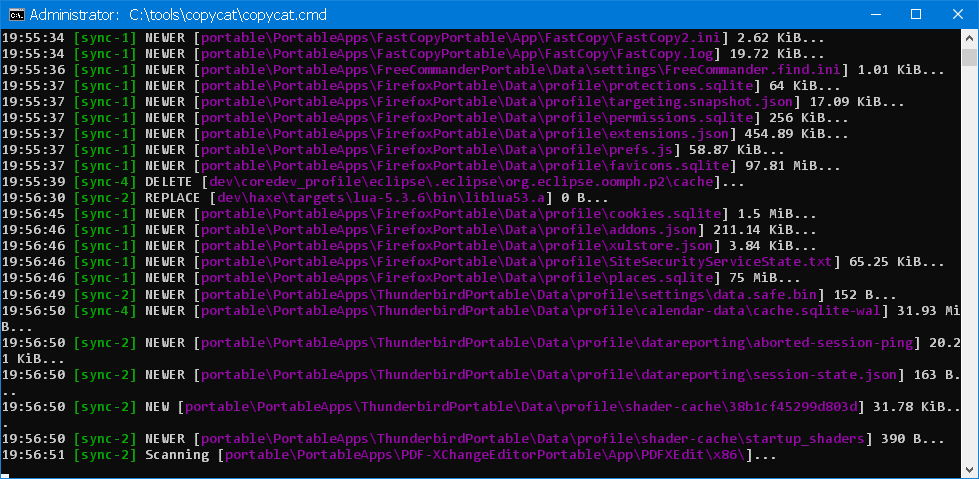 Administrator: C:\tools\copycat\copycat.cmd
19:55:34 [sync-1] NEWER [portable\PortableApps\FastCopyPortable\App\FastCopy\FastCopy2.ini] 2.62 KiB...
19:55:34 [sync-1] NEWER [portable\PortableApps\FastCopyPortable\App\FastCopy\FastCopy.log] 19.72 KiB...
19:55:36 [sync-1] NEWER [portable\PortableApps\FreeCommanderPortable\Data\settings\FreeCommander.find.ini] 1.01 KiB...
19:55:37 [sync-1] NEWER [portable\PortableApps\FirefoxPortable\Data\profile\protections.sqlite] 64 KiB...
19:55:37 [sync-1] NEWER [portable\PortableApps\FirefoxPortable\Data\profile\targeting.snapshot.json] 17.09 KiB...
19:55:37 [sync-1] NEWER [portable\PortableApps\FirefoxPortable\Data\profile\permissions.sqlite] 256 KiB...
19:55:37 [sync-1] NEWER [portable\PortableApps\FirefoxPortable\Data\profile\extensions.json] 454.89 KiB...
19:55:37 [sync-1] NEWER [portable\PortableApps\FirefoxPortable\Data\profile\prefs.js] 58.87 KiB...
19:55:37 [sync-1] NEWER [portable\PortableApps\FirefoxPortable\Data\profile\favicons.sqlite] 97.81 MiB...
19:55:39 [sync-4] DELETE [dev\coredev_profile\eclipse\.eclipse\org.eclipse.oomph.p2\cache]...
19:56:30 [sync-2] REPLACE [dev\haxe\targets\lua-5.3.6\bin\liblua53.a] 0 B...
19:56:45 [sync-1] NEWER [portable\PortableApps\FirefoxPortable\Data\profile\cookies.sqlite] 1.5 MiB...
19:56:46 [sync-1] NEWER [portable\PortableApps\FirefoxPortable\Data\profile\addons.json] 211.14 KiB...
19:56:46 [sync-1] NEWER [portable\PortableApps\FirefoxPortable\Data\profile\xulstore.json] 3.84 KiB...
19:56:46 [sync-1] NEWER [portable\PortableApps\FirefoxPortable\Data\profile\SiteSecurityServiceState.txt] 65.25 KiB...
19:56:46 [sync-1] NEWER [portable\PortableApps\FirefoxPortable\Data\profile\places.sqlite] 75 MiB...
19:56:49 [sync-2] NEWER [portable\PortableApps\ThunderbirdPortable\Data\profile\settings\data.safe.bin] 152 B...
19:56:50 [sync-4] NEWER [portable\PortableApps\ThunderbirdPortable\Data\profile\calendar-data\cache.sqlite-wal] 31.93 Mi
B...
19:56:50 [sync-2] NEWER [portable\PortableApps\ThunderbirdPortable\Data\profile\datareporting\aborted-session-ping] 20.2
1 KiB...
19:56:50 [sync-2] NEWER [portable\PortableApps\ThunderbirdPortable\Data\profile\datareporting\session-state.json] 163 B.
..
19:56:50 [sync-2] NEW [portable\PortableApps\ThunderbirdPortable\Data\profile\shader-cache\38b1cf45299d803d] 31.78 KiB..
.
19:56:50 [sync-2] NEWER [portable\PortableApps\ThunderbirdPortable\Data\profile\shader-cache\startup_shaders] 390 B...
19:56:51 [sync-2] Scanning [portable\PortableApps\PDF-XChangeEditorPortable\App\PDFXEdit\x86\]...